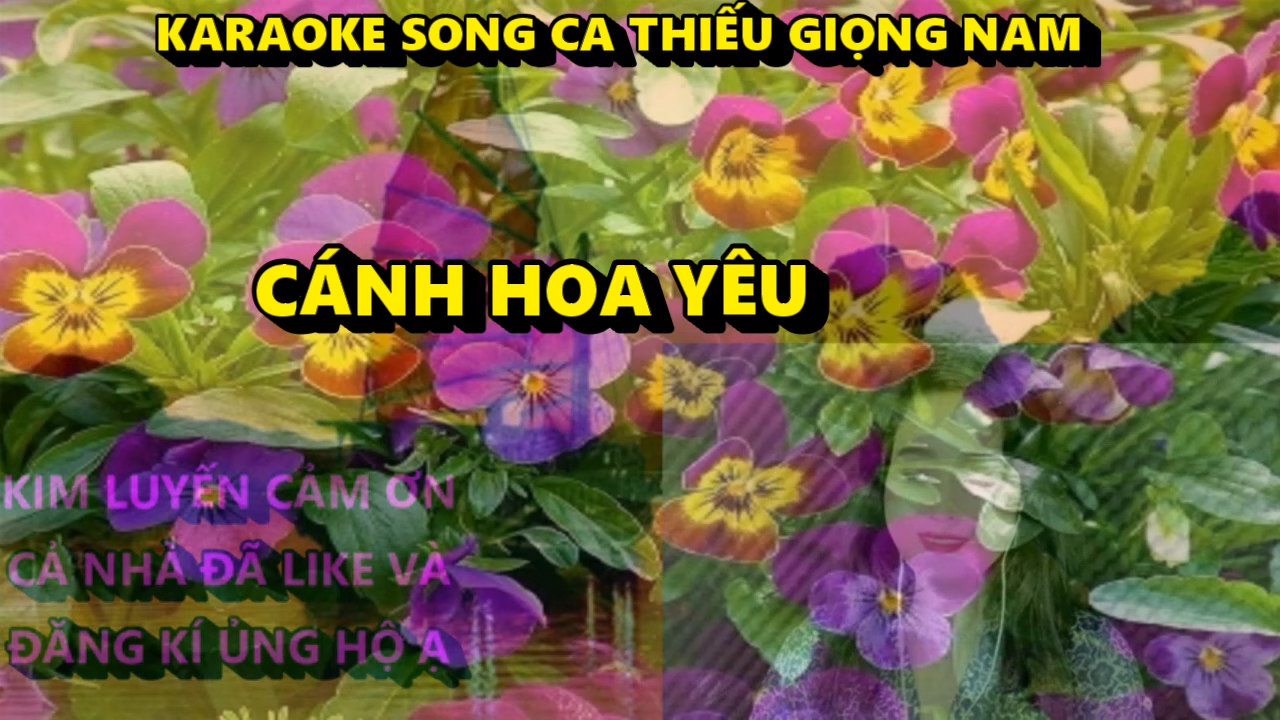 KARAOKE SONG CA THIẾU GIỌNG NAM
CÁNH HOA YÊU
KIM LUYẾN CẢM ƠN
CẢ NHÀ ĐÃ LIKE VÀ
ĐĂNG KÍ ỦNG HỘ Ạ